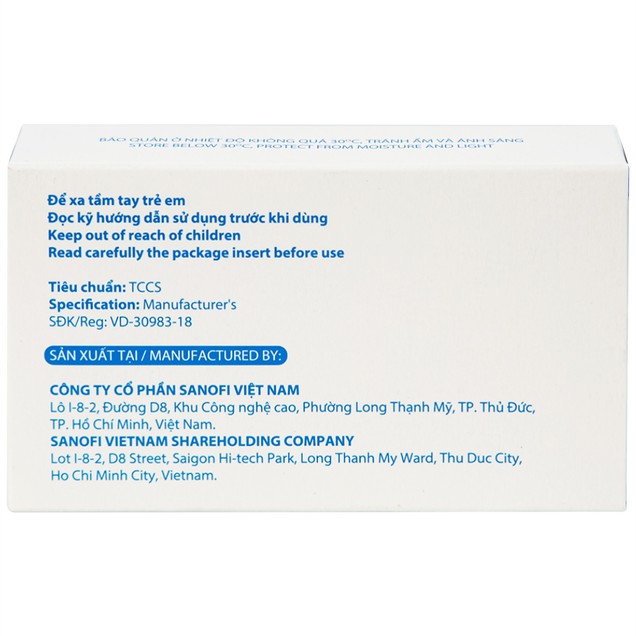 BẢO QUẢN Ở NHIỆT ĐỘ KHÔNG QUÁ 30°C, TRÁNH ẨM VÀ ÁNH SÁNG
STORE BELOW 30°C, PROTECT FROM MOISTURE AND LIGHT
Để xa tầm tay trẻ em
Đọc kỹ hướng dẫn sử dụng trước khi dùng
Keep out of reach of children
Read carefully the package insert before use
Tiêu chuẩn: TCCS
Specification: Manufacturer's
SĐK/Reg: VD-30983-18
SẢN XUẤT TẠI / MANUFACTURED BY:
CÔNG TY CỔ PHẦN SANOFI VIỆT NAM
Lô I-8-2, Đường D8, Khu Công nghệ cao, Phường Long Thạnh Mỹ, TP. Thủ Đức,
TP. Hồ Chí Minh, Việt Nam.
SANOFI VIETNAM SHAREHOLDING COMPANY
Lot I-8-2, D8 Street, Saigon Hi-tech Park, Long Thanh My Ward, Thu Duc City,
Ho Chi Minh City, Vietnam.